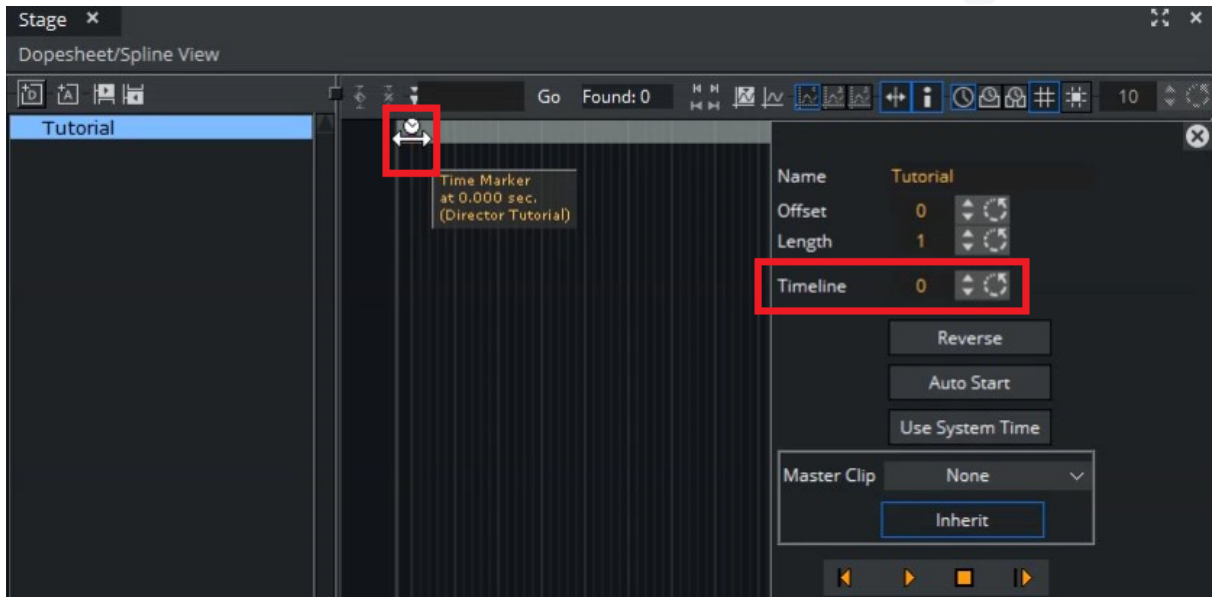 Stage
Dopesheet/Spline View
Go Found: 0 10
Tutorial
Time Marker
at 0.000 sec.
(Director Tutorial)
Name Tutorial
Offset 0
Length 1
Timeline 0
Reverse
Auto Start
Use System Time
Master Clip None
Inherit